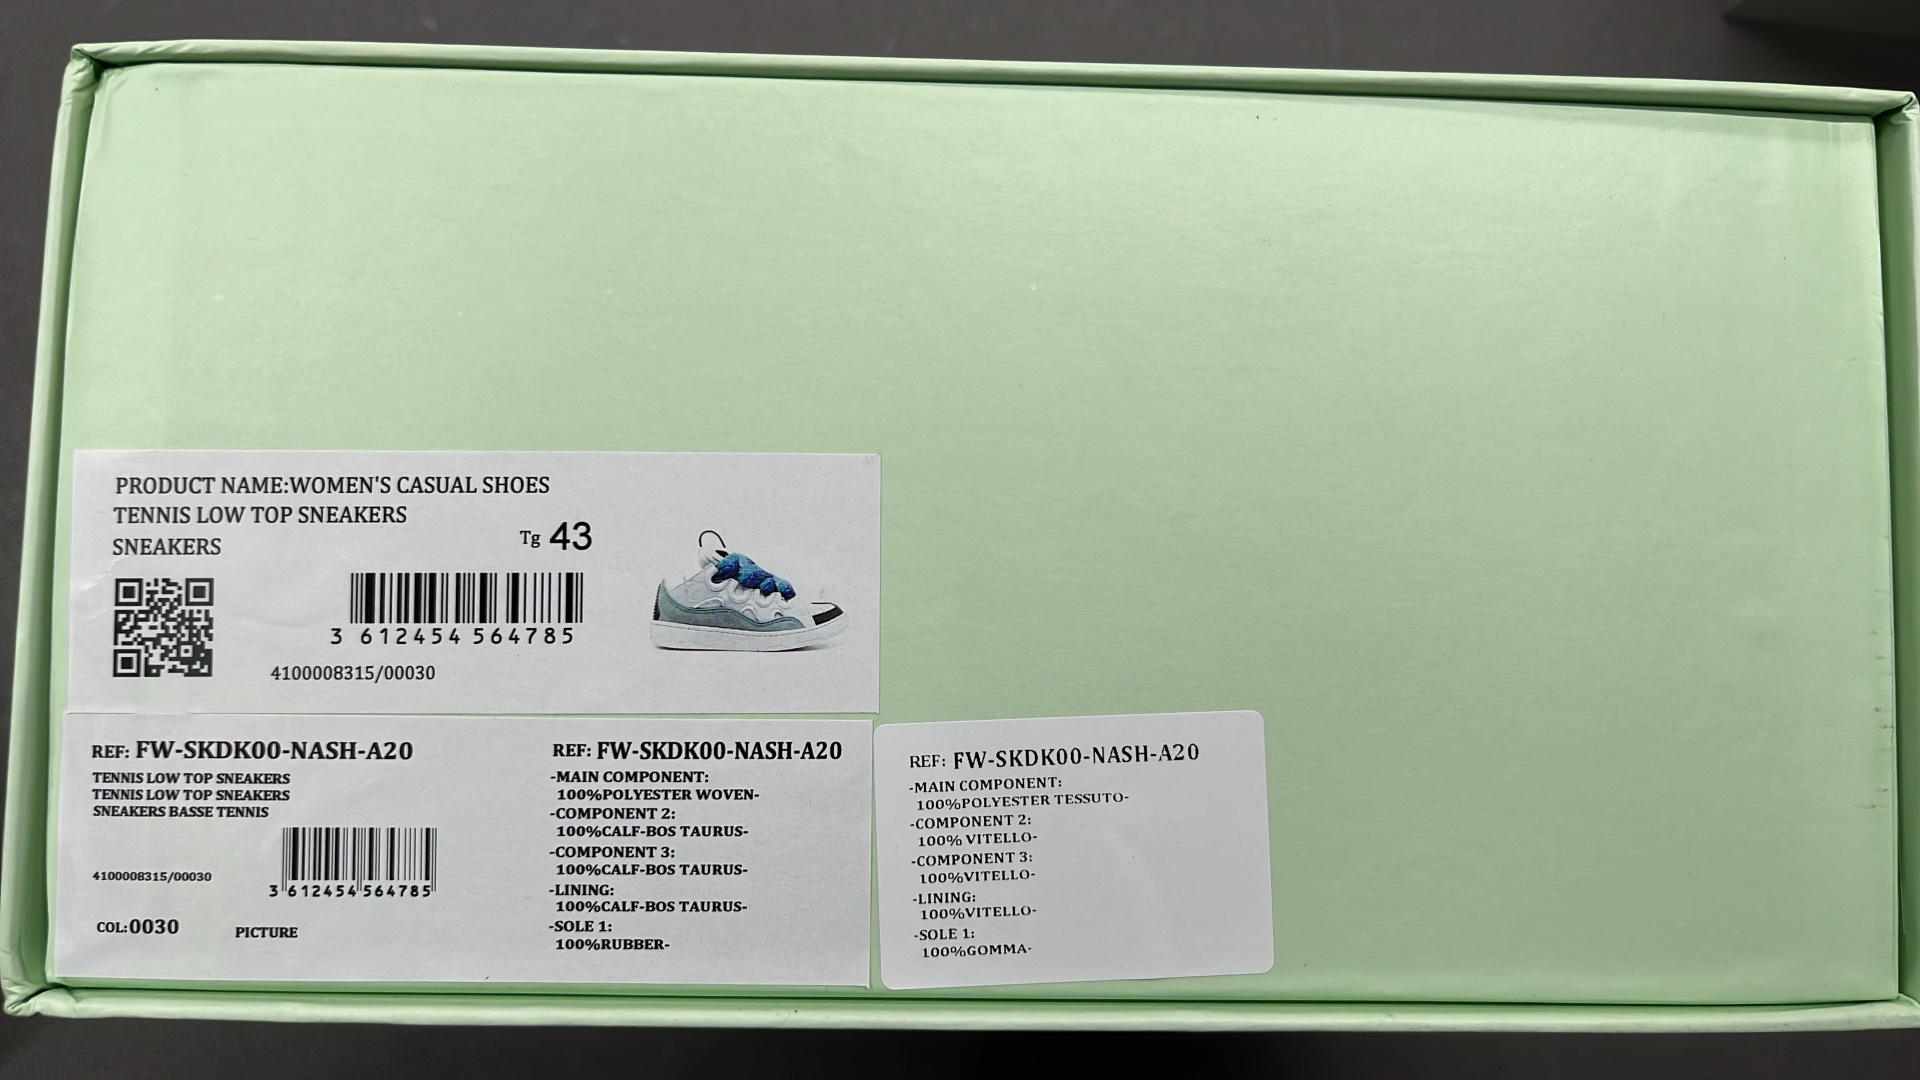 PRODUCT NAME:WOMEN'S CASUAL SHOES
TENNIS LOW TOP SNEAKERS
SNEAKERS
Tg 43
3 612454 564785
4100008315/00030
REF: FW-SKDK00-NASH-A20
TENNIS LOW TOP SNEAKERS
TENNIS LOW TOP SNEAKERS
SNEAKERS BASSE TENNIS
4100008315/00030
3 612454 564785
COL:0030
PICTURE
REF: FW-SKDK00-NASH-A20
-MAIN COMPONENT:
100%POLYESTER WOVEN-
-COMPONENT 2:
100%CALF-BOS TAURUS-
-COMPONENT 3:
100%CALF-BOS TAURUS-
-LINING:
100%CALF-BOS TAURUS-
-SOLE 1:
100%RUBBER-
REF: FW-SKDK00-NASH-A20
-MAIN COMPONENT:
100%POLYESTER TESSUTO-
-COMPONENT 2:
100% VITELLO-
-COMPONENT 3:
100%VITELLO-
-LINING:
100%VITELLO-
-SOLE 1:
100%GOMMA-